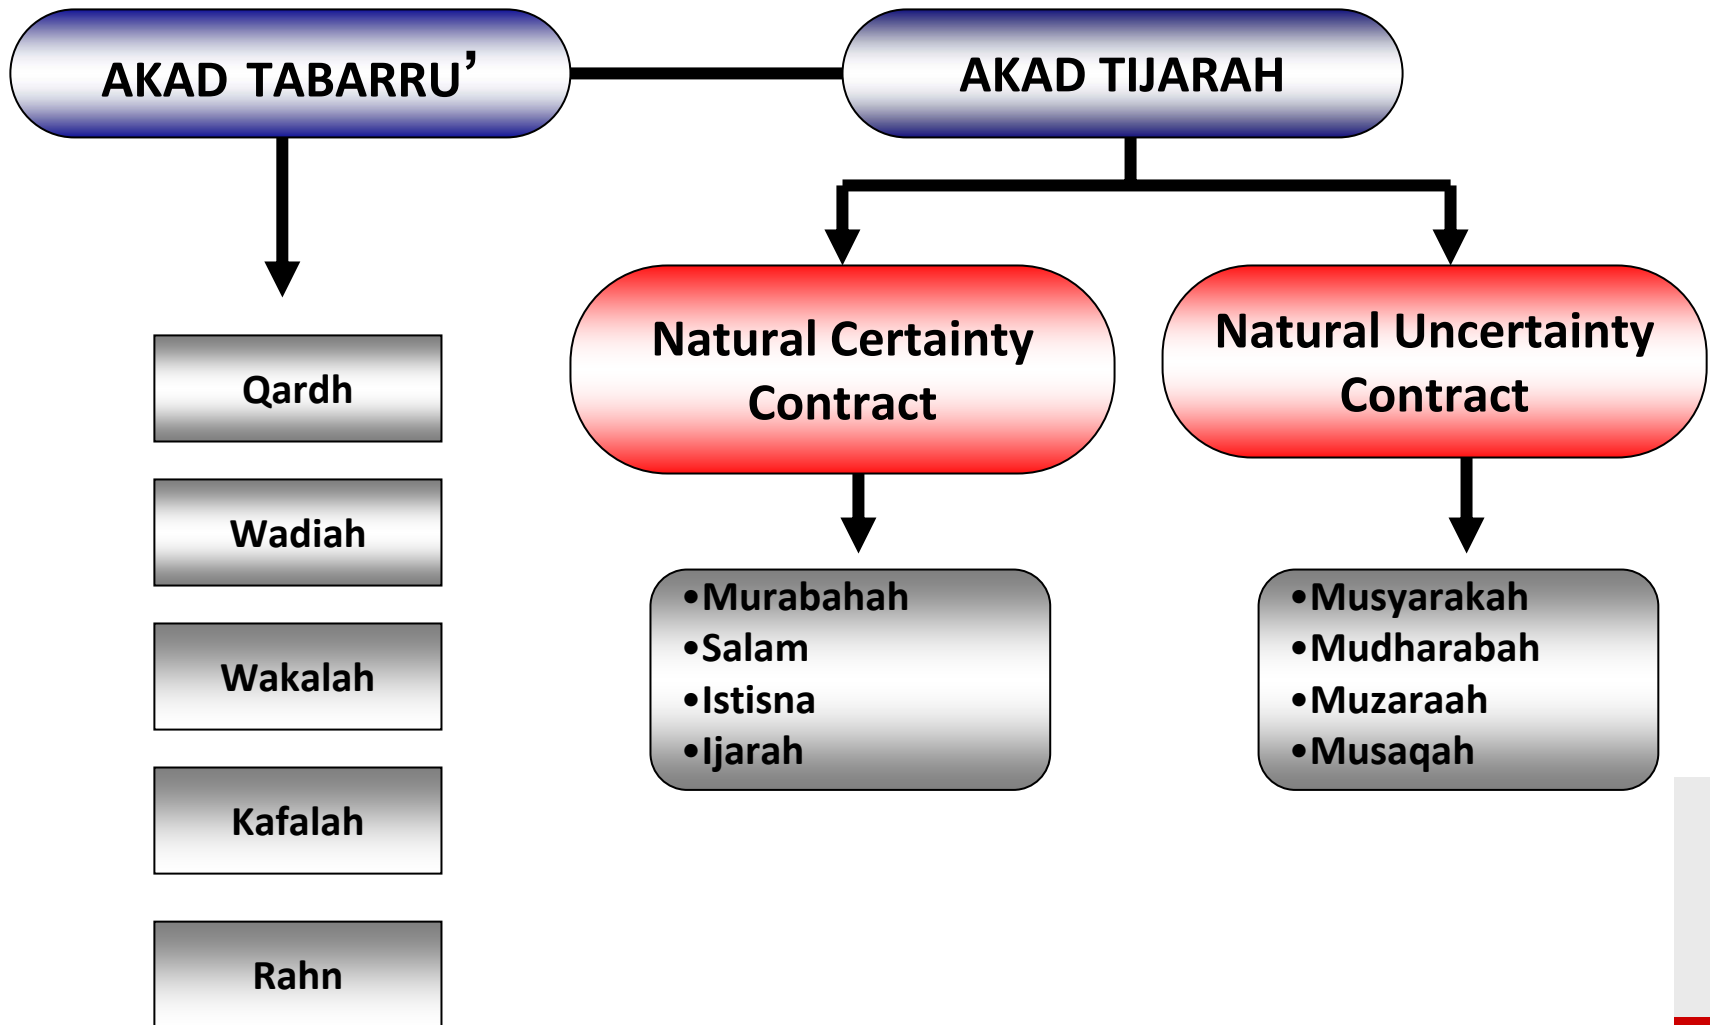 AKAD TABARRU’
AKAD TIJARAH
Qardh
Wadiah
Wakalah
Kafalah
Rahn
Natural Certainty
Contract
•Murabahah
•Salam
•Istisna
•Ijarah
Natural Uncertainty
Contract
•Musyarakah
•Mudharabah
•Muzaraah
•Musaqah